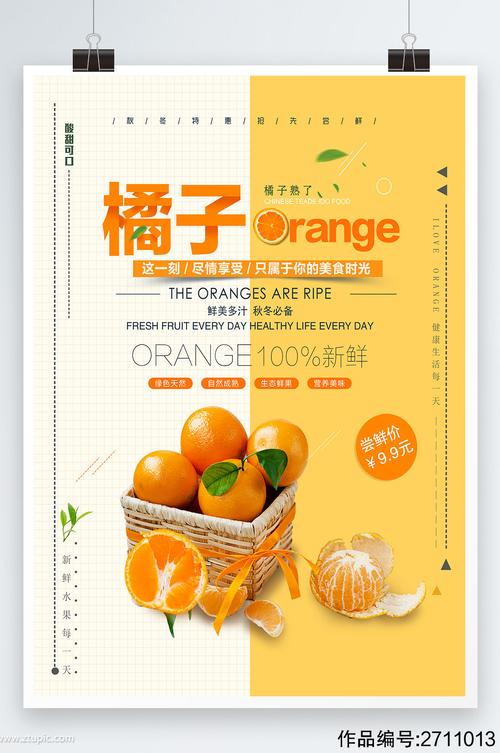 / 秋 / 冬 / 特 / 惠 / 抢 / 先 / 尝 / 鲜 /
酸甜可口
橘子熟了
CHINESE TEADE IDO FOOD
橘子 Orange
这一刻 / 尽情享受 / 只属于你的美食时光
THE ORANGES ARE RIPE
鲜美多汁 秋冬必备
FRESH FRUIT EVERY DAY HEALTHY LIFE EVERY DAY
ORANGE100%新鲜
绿色天然 自然成熟 生态鲜果 营养美味
I LOVE ORANGE 健康生活每一天
尝鲜价
￥9.9元
新鲜水果每一天
www.ztupic.com
作品编号:2711013